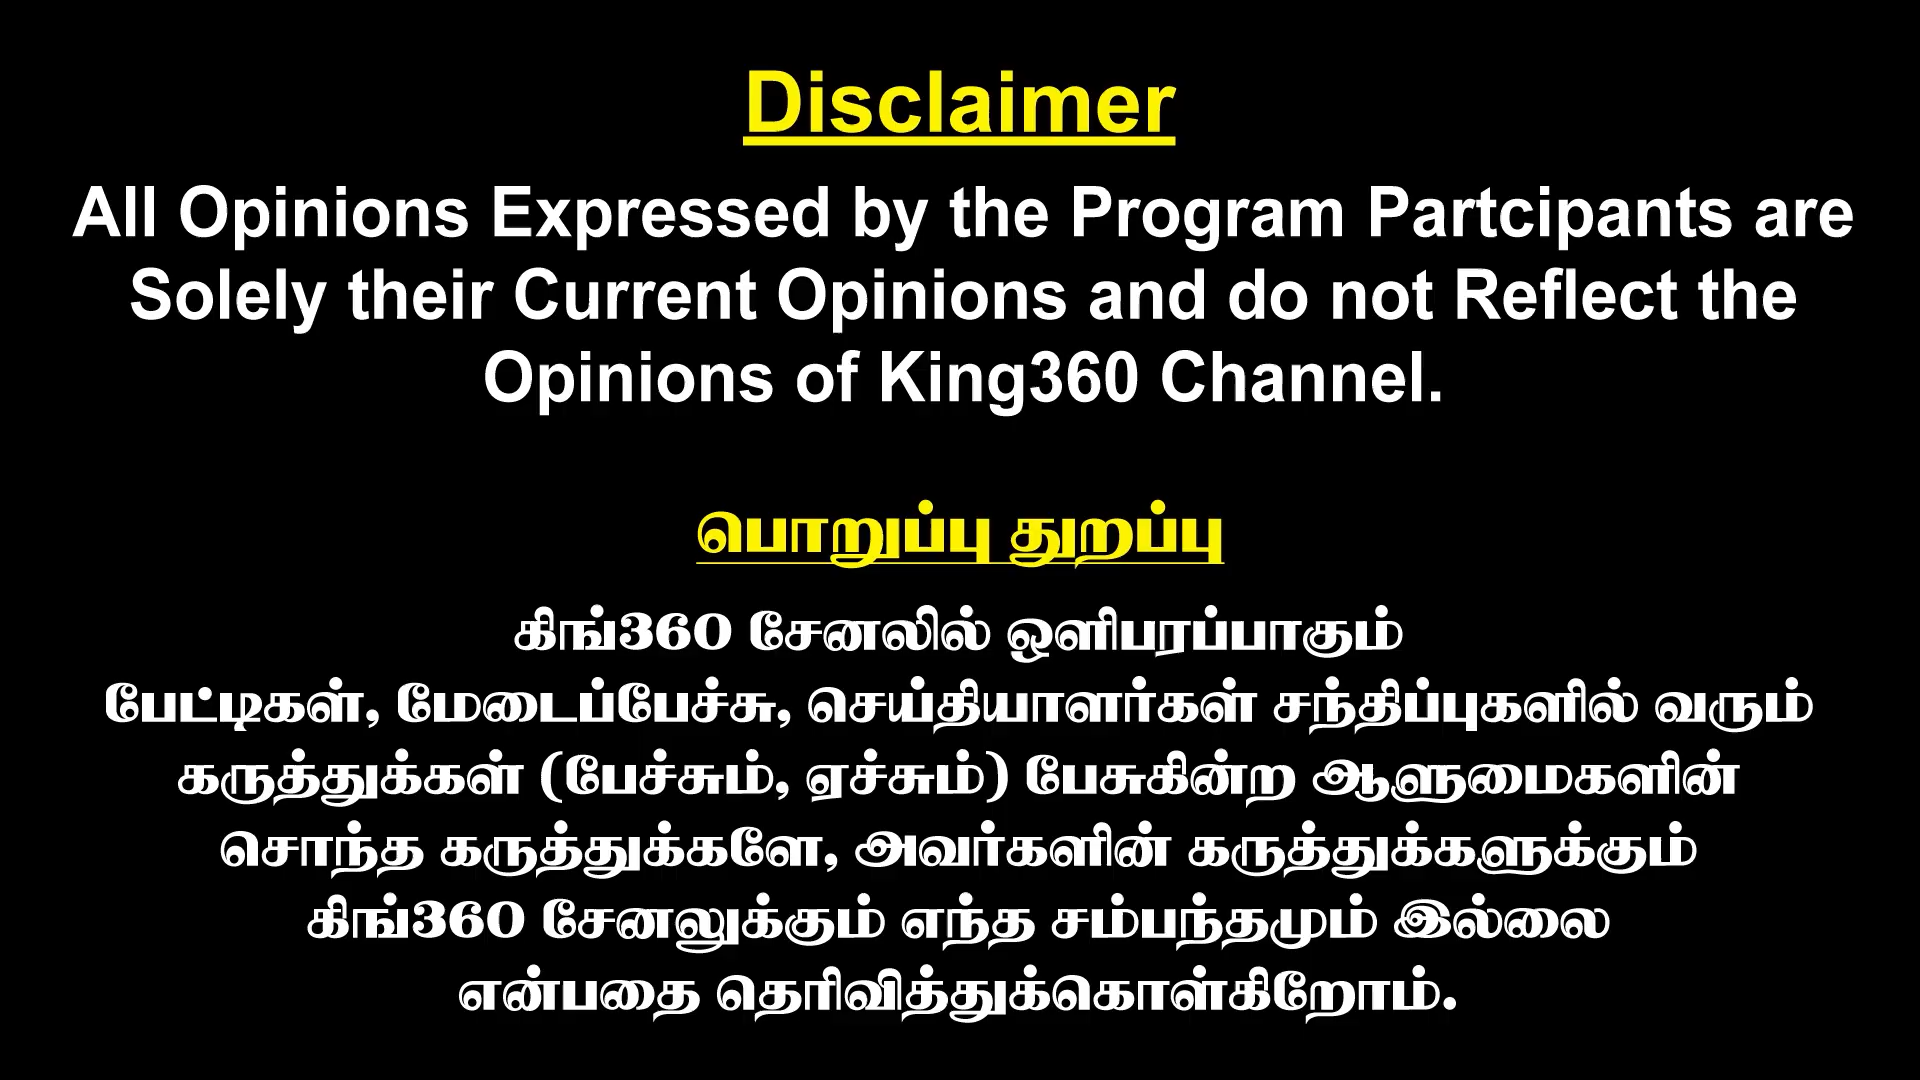 Disclaimer
All Opinions Expressed by the Program Partcipants are
Solely their Current Opinions and do not Reflect the
Opinions of King360 Channel.
பொறுப்பு துறப்பு
கிங்360 சேனலில் ஒளிபரப்பாகும்
பேட்டிகள், மேடைப்பேச்சு, செய்தியாளர்கள் சந்திப்புகளில் வரும்
கருத்துக்கள் (பேச்சும், ஏச்சும்) பேசுகின்ற ஆளுமைகளின்
சொந்த கருத்துக்களே, அவர்களின் கருத்துக்களுக்கும்
கிங்360 சேனலுக்கும் எந்த சம்பந்தமும் இல்லை
என்பதை தெரிவித்துக்கொள்கிறோம்.